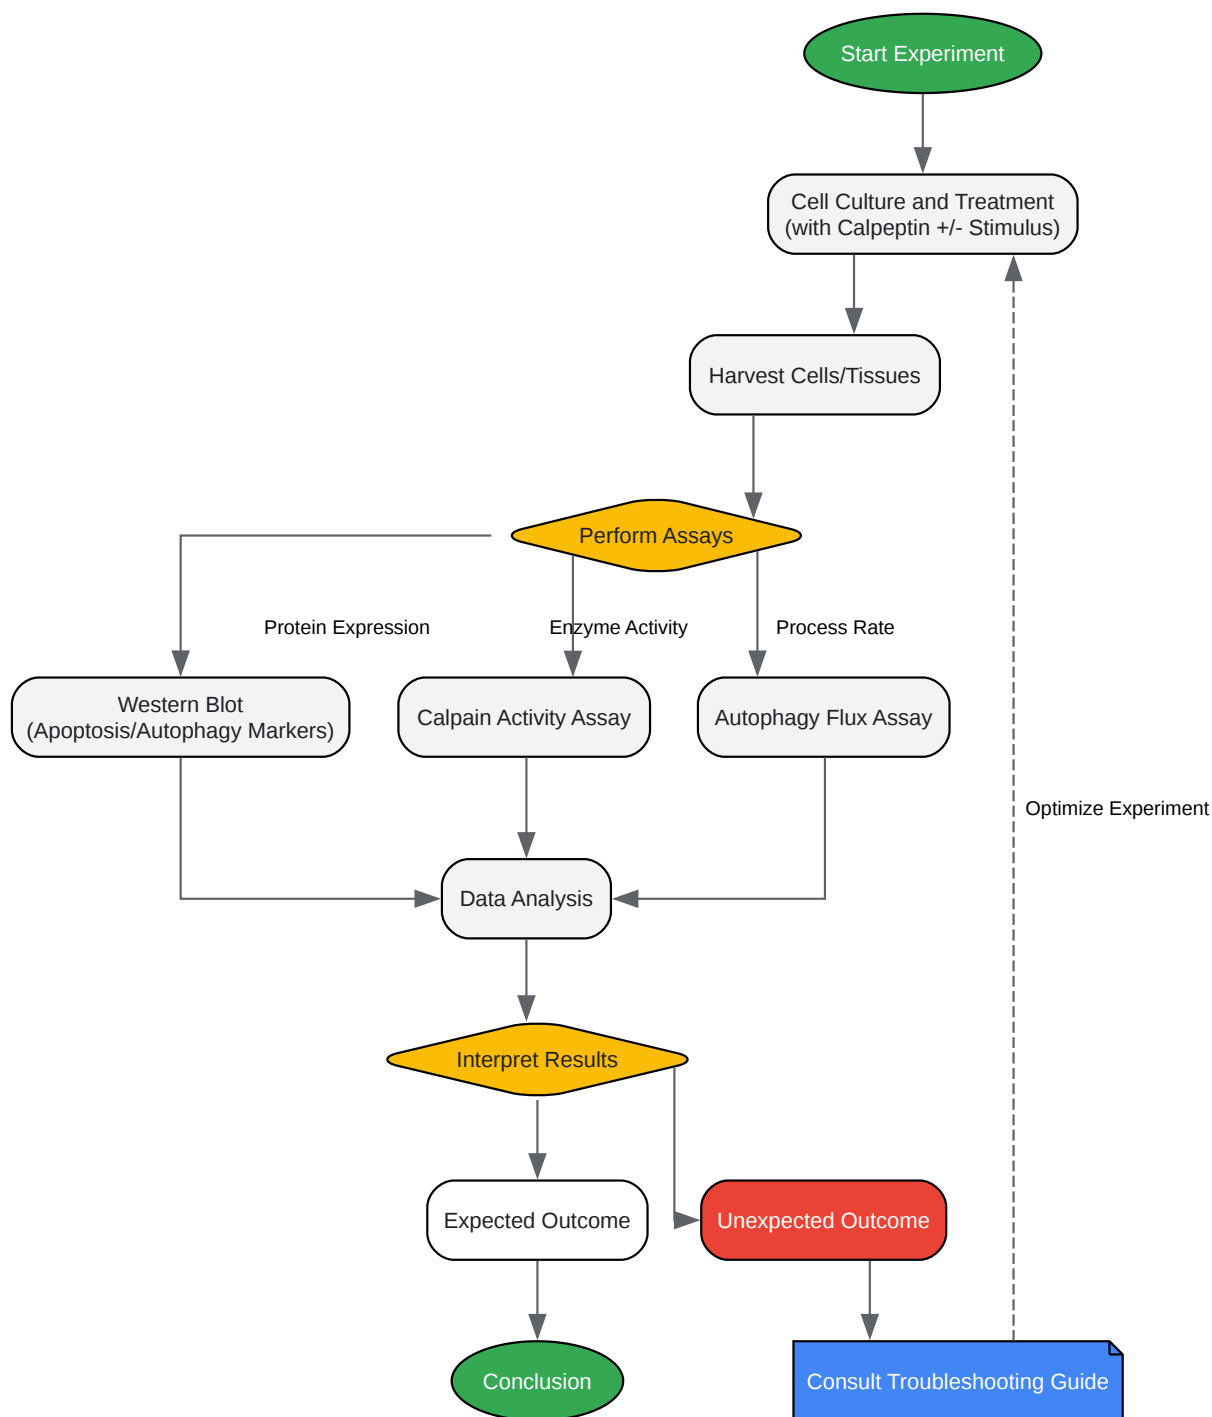 Start Experiment
Cell Culture and Treatment
(with Calpeptin +/- Stimulus)
Harvest Cells/Tissues
Perform Assays
Protein Expression
Enzyme Activity
Process Rate
Western Blot
(Apoptosis/Autophagy Markers)
Calpain Activity Assay
Autophagy Flux Assay
Optimize Experiment
Data Analysis
Interpret Results
Expected Outcome
Unexpected Outcome
Conclusion
Consult Troubleshooting Guide